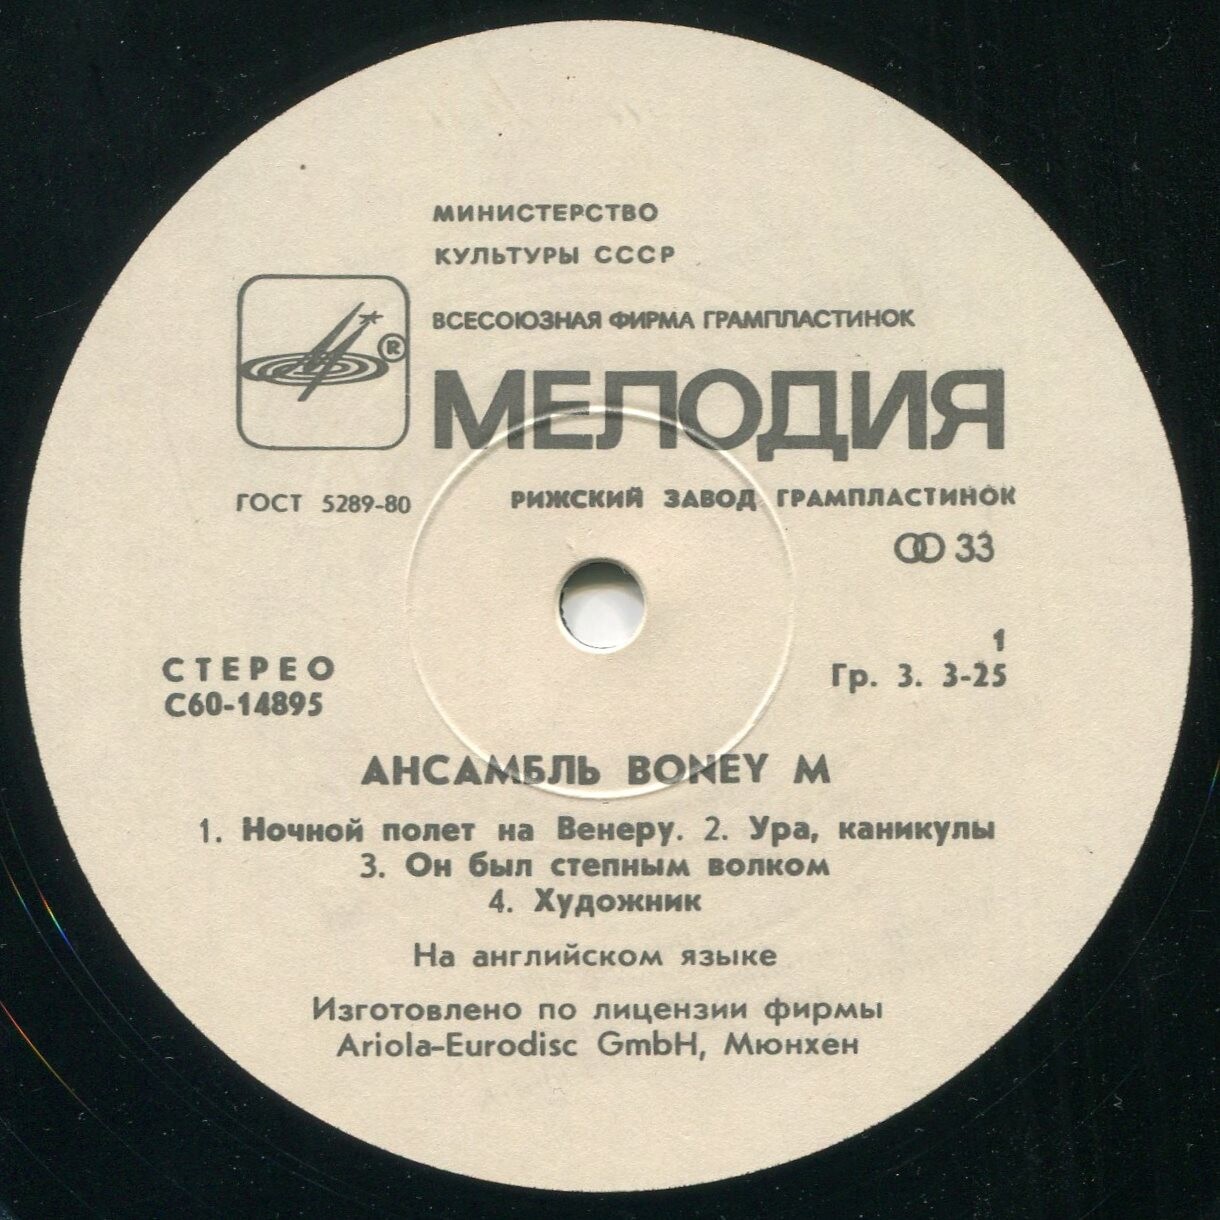 МИНИСТЕРСТВО
КУЛЬТУРЫ СССР
ВСЕСОЮЗНАЯ ФИРМА ГРАМПЛАСТИНОК
®
МЕЛОДИЯ
ГОСТ 5289-80
РИЖСКИЙ ЗАВОД ГРАМПЛАСТИНОК
33
1
СТЕРЕО
Гр. 3. 3-25
С60-14895
АНСАМБЛЬ BONEY M
1. Ночной полет на Венеру. 2. Ура, каникулы
3. Он был степным волком
4. Художник
На английском языке
Изготовлено по лицензии фирмы
Ariola-Eurodisc GmbH, Мюнхен